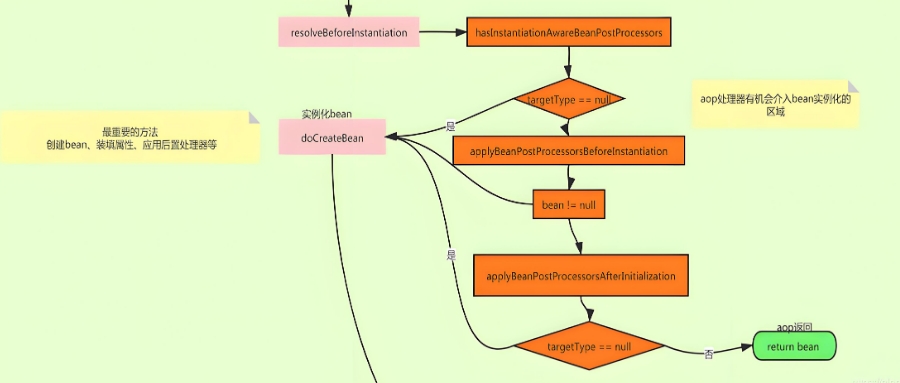 resolveBeforeInstantiation
hasInstantiationAwareBeanPostProcessors
targetType == null
aop处理器有机会介入bean实例化的
区域
实例化bean
是
doCreateBean
最重要的方法
创建bean、装填属性、应用后置处理器等
applyBeanPostProcessorsBeforeInstantiation
bean != null
是
applyBeanPostProcessorsAfterInitialization
targetType == null
否
aop返回
return bean